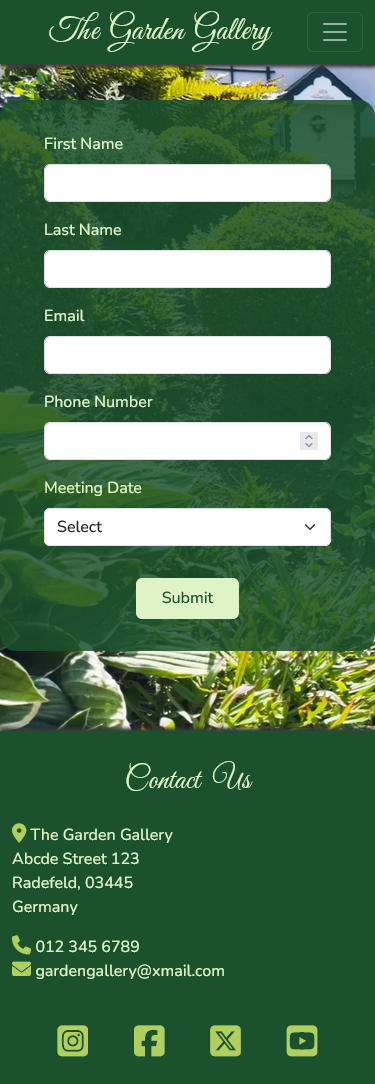 The Garden Gallery
First Name
Last Name
Email
Phone Number
Meeting Date
Select
Submit
Contact Us
The Garden Gallery
Abcde Street 123
Radefeld, 03445
Germany
012 345 6789
gardengallery@xmail.com